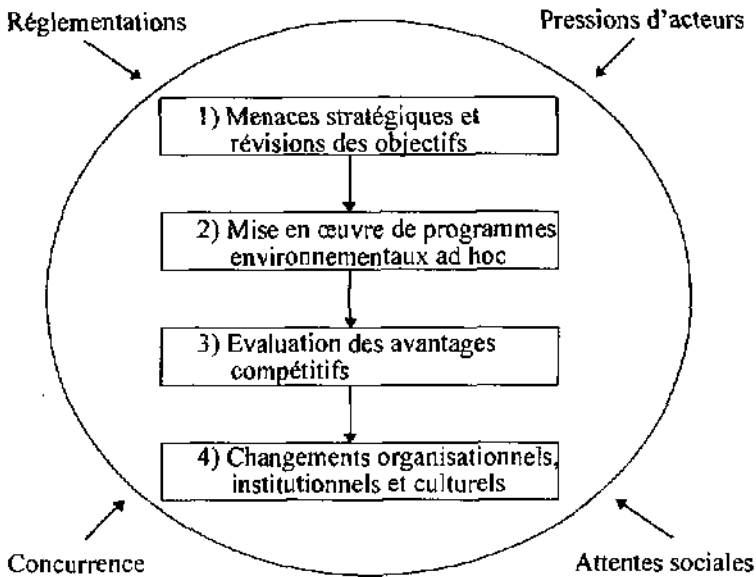 Réglementations
Pressions d'acteurs
1) Menaces stratégiques et
révisions des objectifs
2) Mise en œuvre de programmes
environnementaux ad hoc
3) Evaluation des avantages
compétitifs
4) Changements organisationnels,
institutionnels et culturels
Concurrence
Attentes sociales